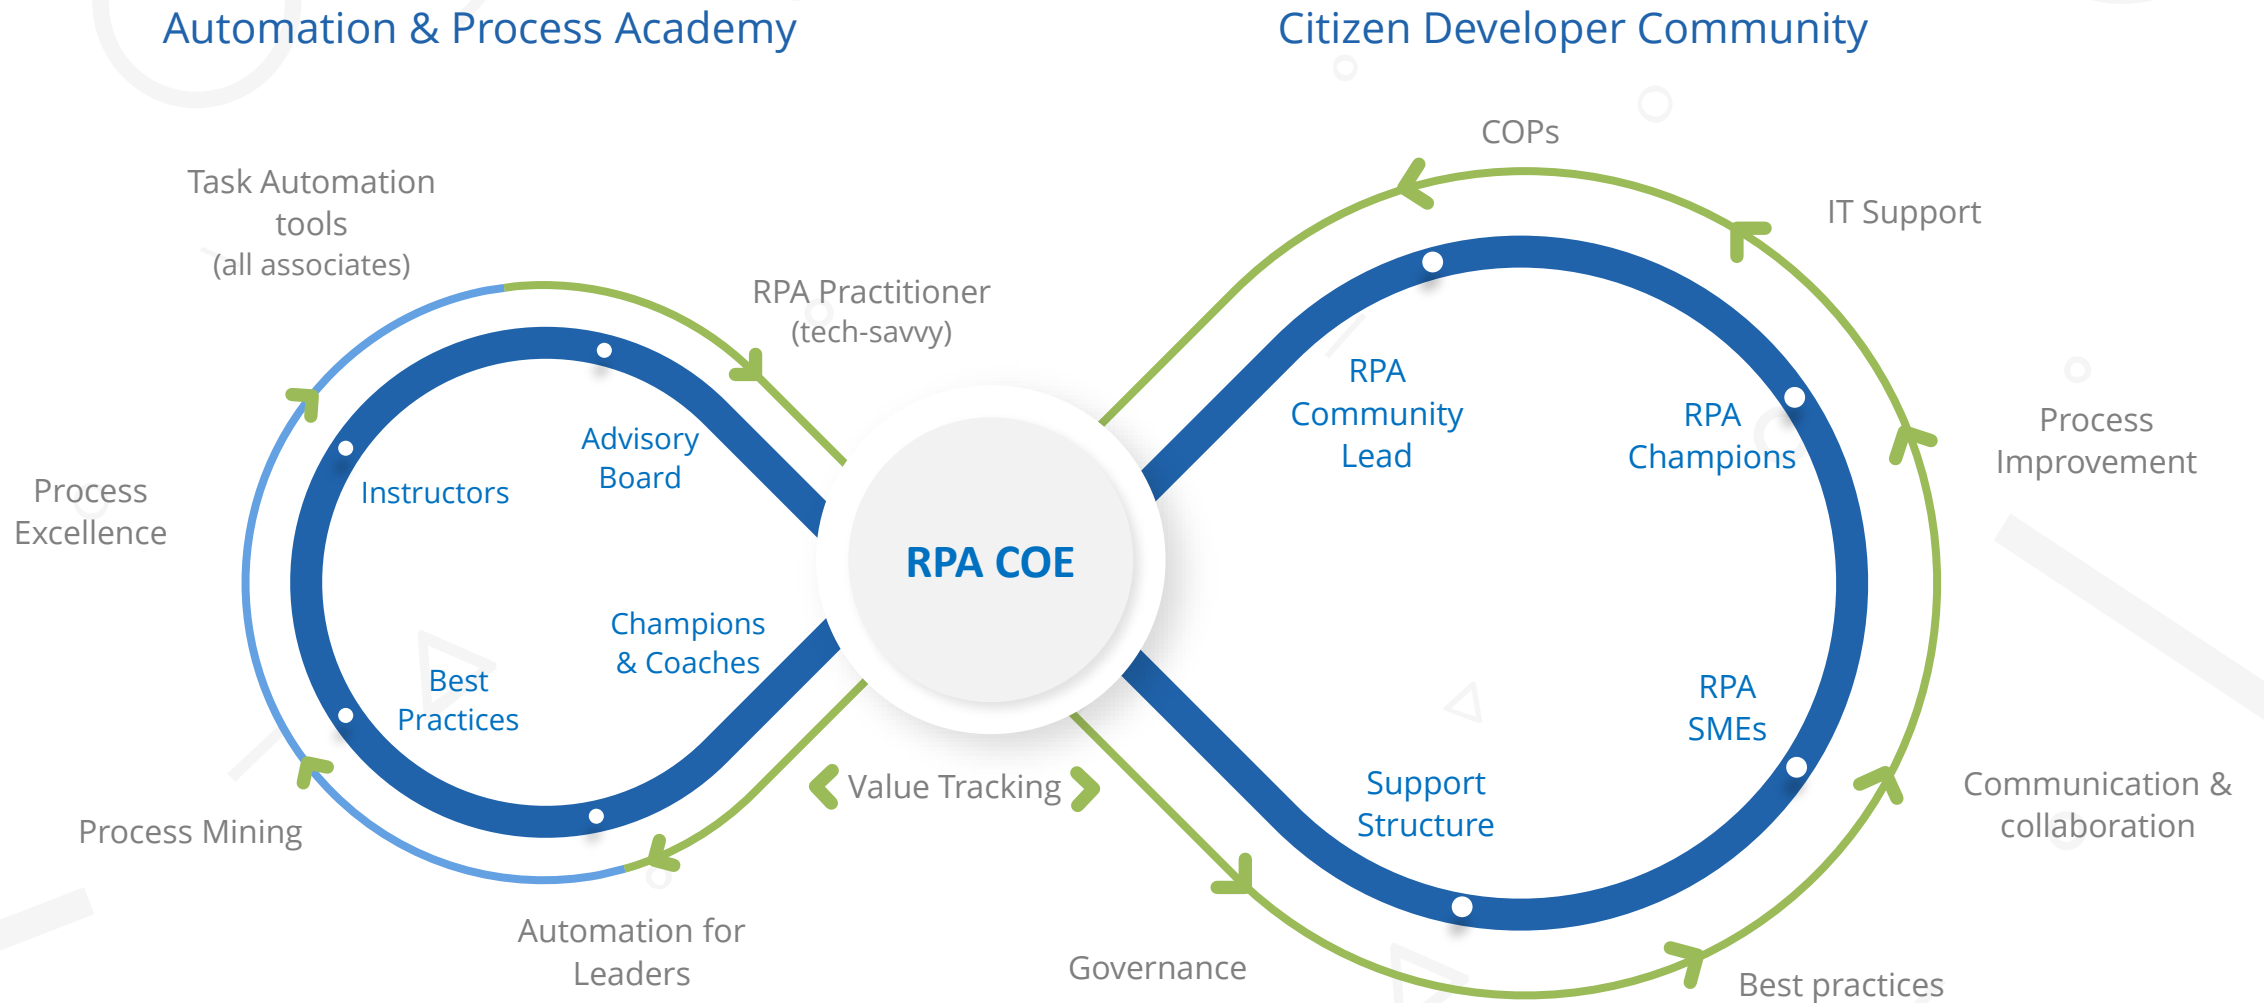 Automation & Process Academy
Citizen Developer Community
COPs
Task Automation
tools
(all associates)
IT Support
RPA Practitioner
(tech-savvy)
RPA
Community
Lead
RPA
Champions
Process
Improvement
Advisory
Board
Instructors
Process
Excellence
RPA COE
Champions
& Coaches
Best
Practices
RPA
SMEs
Support
Structure
Value Tracking
Communication &
collaboration
Process Mining
Automation for
Leaders
Governance
Best practices